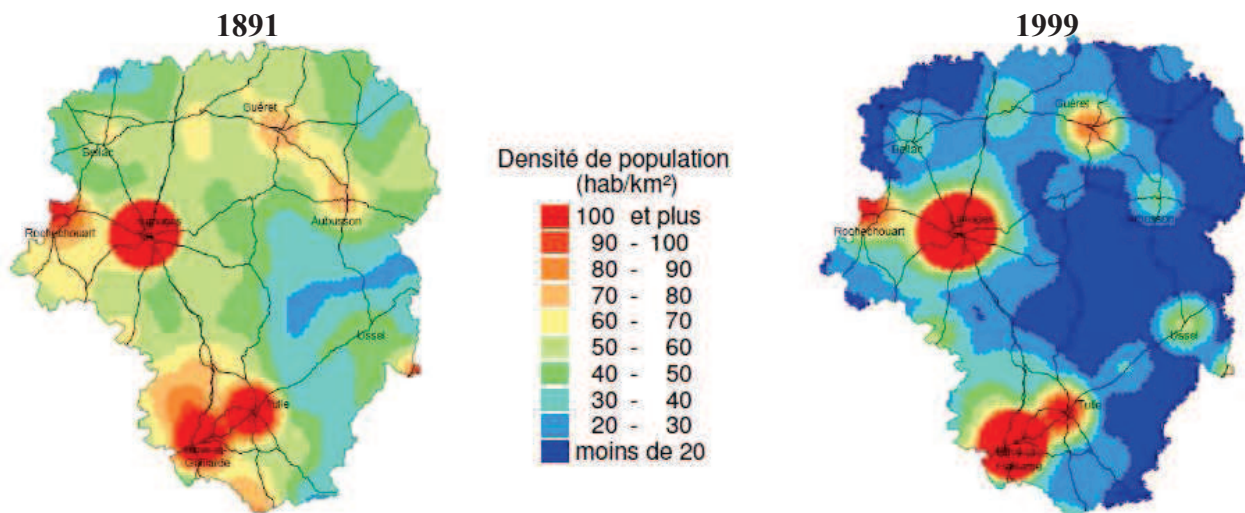 1891
1999
Guéret
Bellac
Rochechouart
Aubusson
Ussel
Tulle
Gaillarde
Densité de population
(hab/km²)
100 et plus
90 - 100
80 - 90
70 - 80
60 - 70
50 - 60
40 - 50
30 - 40
20 - 30
moins de 20
Guéret
Bellac
Limoges
Rochechouart
Ussel
Tulle